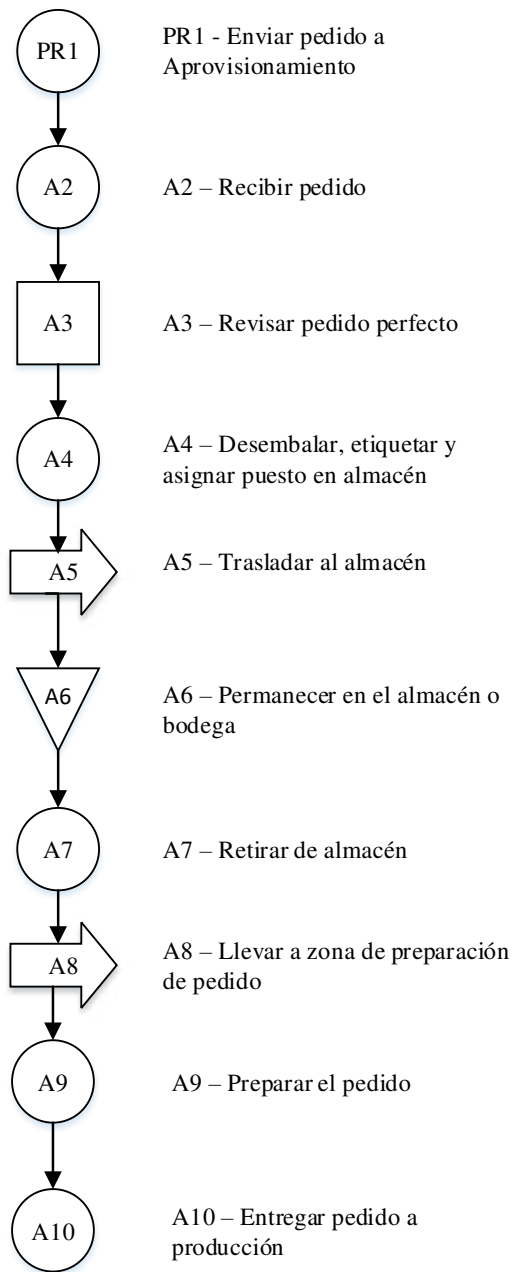 PR1
PR1 - Enviar pedido a
Aprovisionamiento
A2
A2 – Recibir pedido
A3
A3 – Revisar pedido perfecto
A4
A4 – Desembalar, etiquetar y
asignar puesto en almacén
A5
A5 – Trasladar al almacén
A6
A6 – Permanecer en el almacén o
bodega
A7
A7 – Retirar de almacén
A8
A8 – Llevar a zona de preparación
de pedido
A9
A9 – Preparar el pedido
A10
A10 – Entregar pedido a
producción